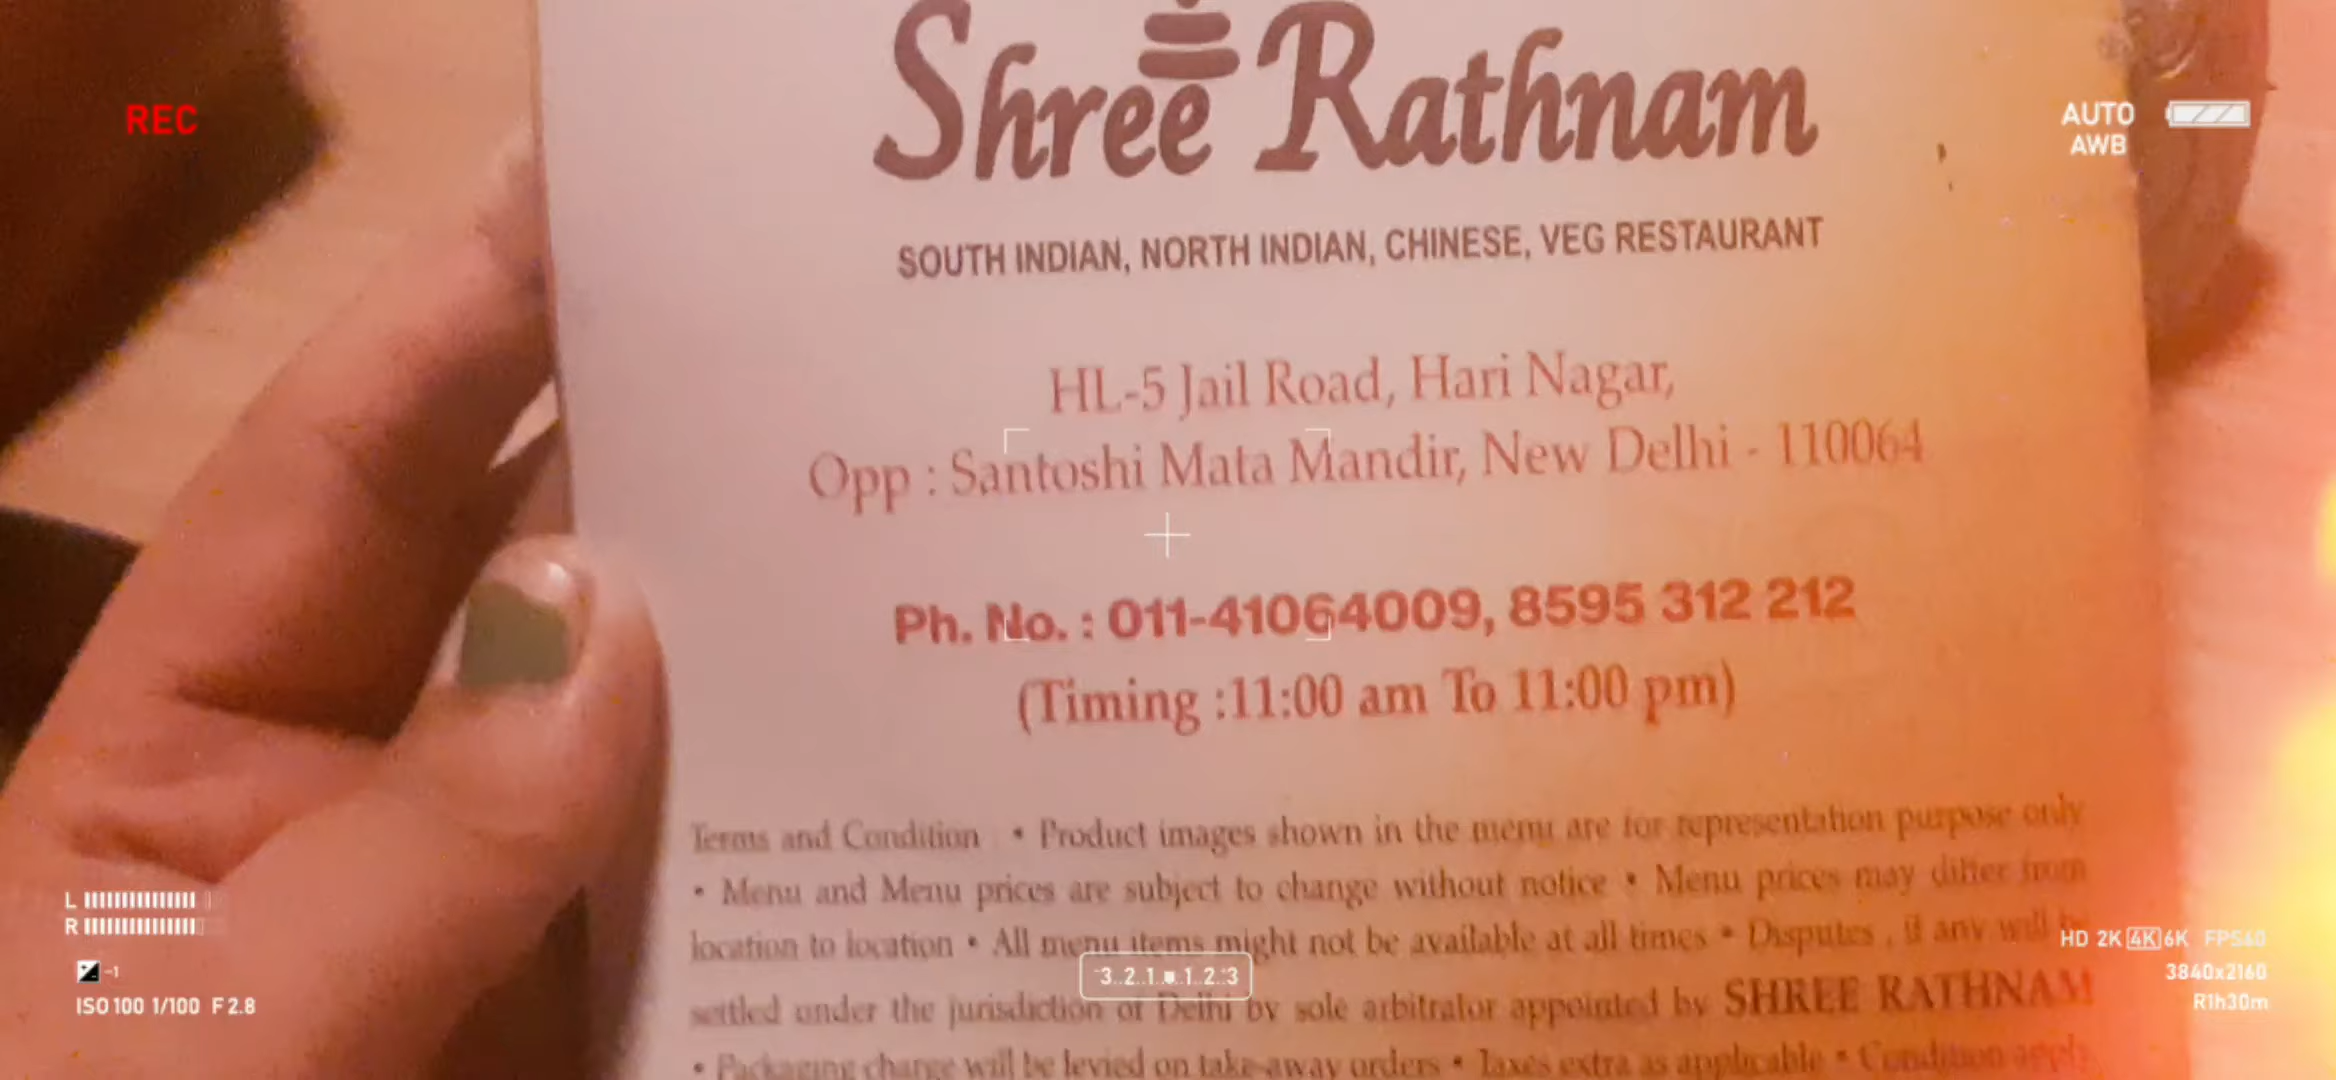 Shree Rathnam
REC
AUTO
AWB
SOUTH INDIAN, NORTH INDIAN, CHINESE, VEG RESTAURANT
HL-5 Jail Road, Hari Nagar,
Opp : Santoshi Mata Mandir, New Delhi - 110064
Ph. No. : 011-41064009, 8595 312 212
(Timing :11:00 am To 11:00 pm)
Terms and Condition : • Product images shown in the menu are for representation purpose only
• Menu and Menu prices are subject to change without notice • Menu prices may differ from
location to location • All menu items might not be available at all times • Disputes , if any will be
settled under the jurisdiction of Delhi by sole arbitrator appointed by SHREE RATHNAM
• Packaging charge will be levied on take-away orders • Taxes extra as applicable • Condition apply
L
R
-1
ISO 100 1/100 F 2.8
3..2..1..■..1..2..3
HD 2K 4K 6K FPS60
3840x2160
R1h30m